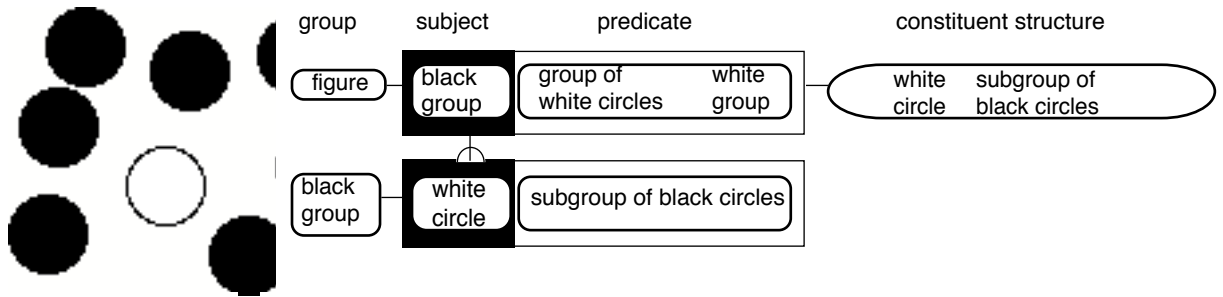 group subject predicate constituent structure
figure black group of white white subgroup of
group white circles group circle black circles
black white subgroup of black circles
group circle